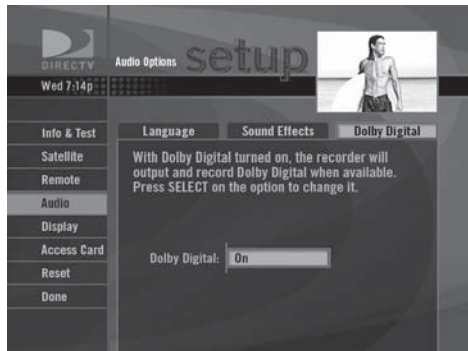 DIRECTV
Audio Options
setup
Wed 7:14p
Info & Test
Satellite
Remote
Audio
Display
Access Card
Reset
Done
Language
Sound Effects
Dolby Digital
With Dolby Digital turned on, the recorder will
output and record Dolby Digital when available.
Press SELECT on the option to change it.
Dolby Digital: On